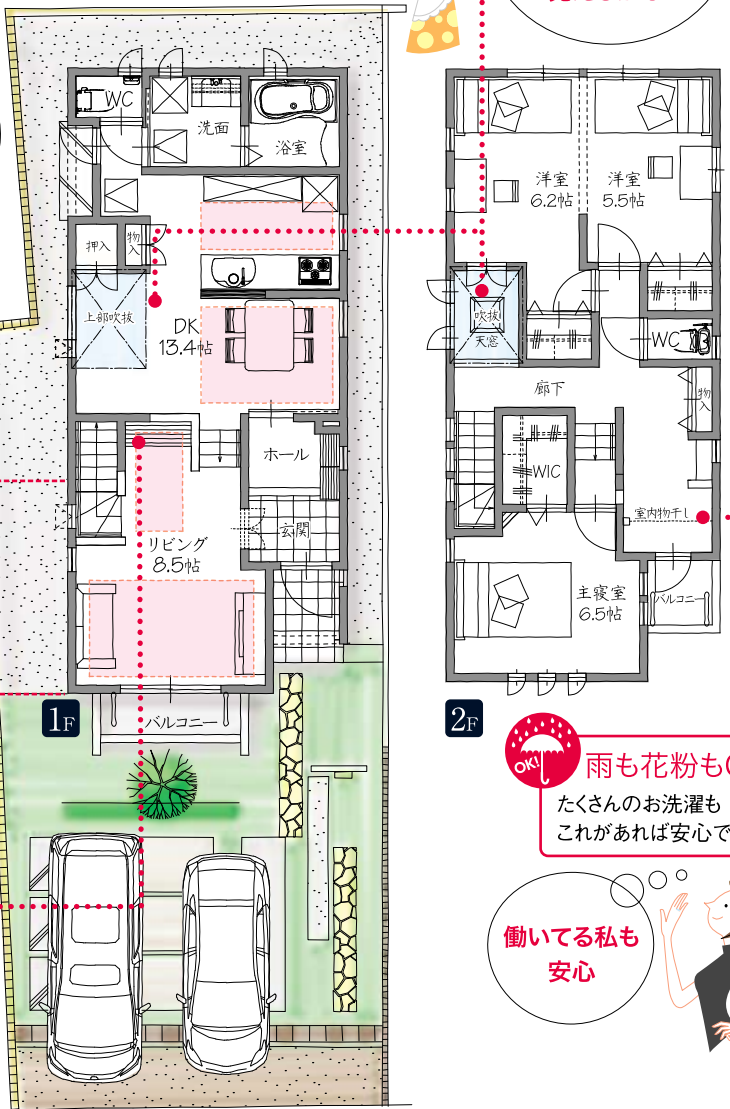 WC
洗面
浴室
押入
物入
上部吹抜
DK
13.4帖
ホール
玄関
リビング
8.5帖
バルコニー
1F
洋室
6.2帖
洋室
5.5帖
吹抜
天窓
WC
廊下
物入
WIC
室内物干し
主寝室
6.5帖
バルコニー
2F
OK!
雨も花粉も
たくさんのお洗濯も
これがあれば安心で
働いてる私も
安心